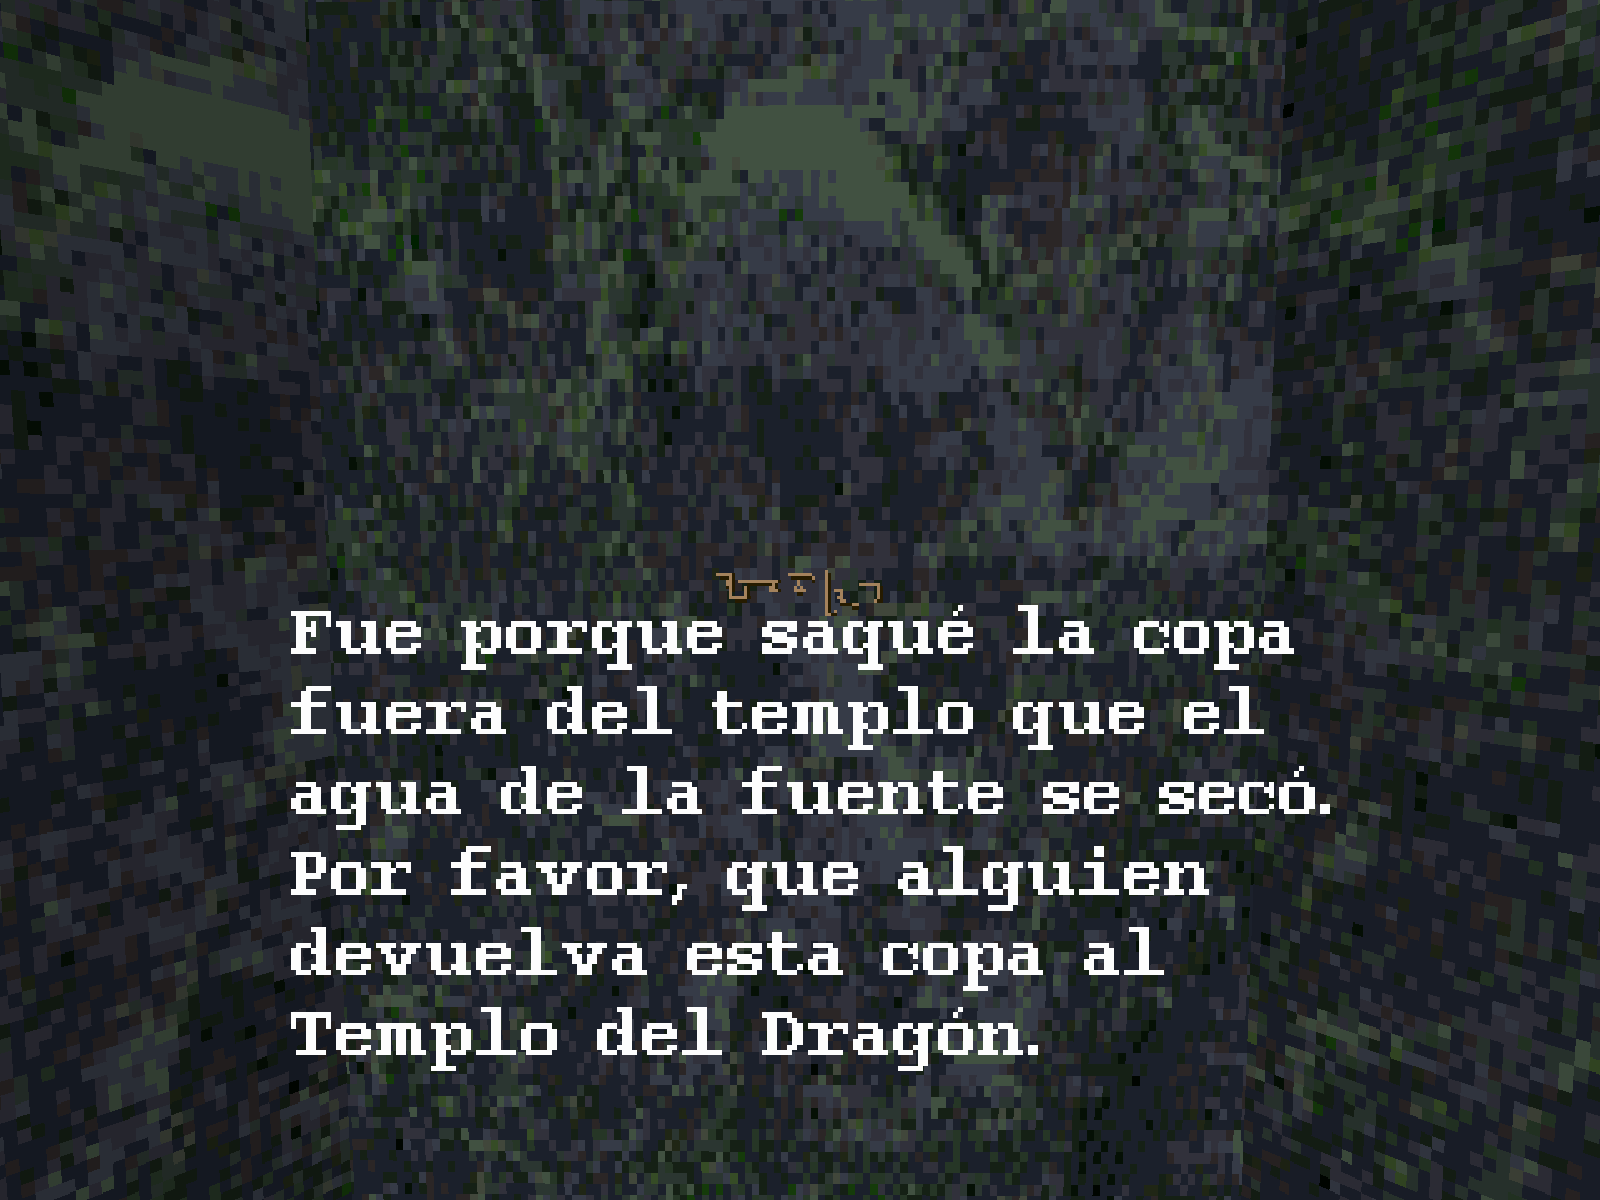 Fue porque saqué la copa
fuera del templo que el
agua de la fuente se secó.
Por favor, que alguien
devuelva esta copa al
Templo del Dragón.